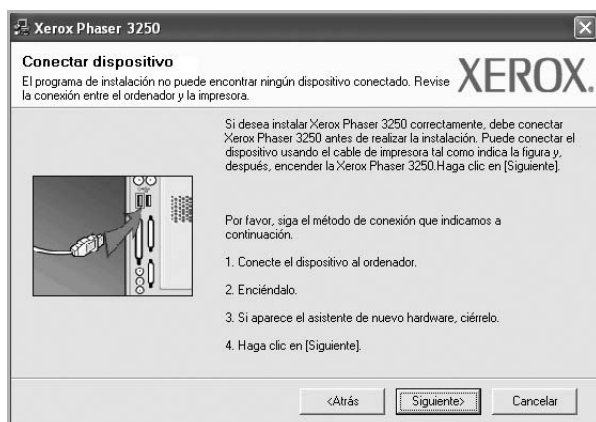 Xerox Phaser 3250
Conectar dispositivo
El programa de instalación no puede encontrar ningún dispositivo conectado. Revise
la conexión entre el ordenador y la impresora.
XEROX.
Si desea instalar Xerox Phaser 3250 correctamente, debe conectar
Xerox Phaser 3250 antes de realizar la instalación. Puede conectar el
dispositivo usando el cable de impresora tal como indica la figura y,
después, encender la Xerox Phaser 3250.Haga clic en [Siguiente].
Por favor, siga el método de conexión que indicamos a
continuación.
1. Conecte el dispositivo al ordenador.
2. Enciéndalo.
3. Si aparece el asistente de nuevo hardware, ciérrelo.
4. Haga clic en [Siguiente].
<Atrás
Siguiente>
Cancelar